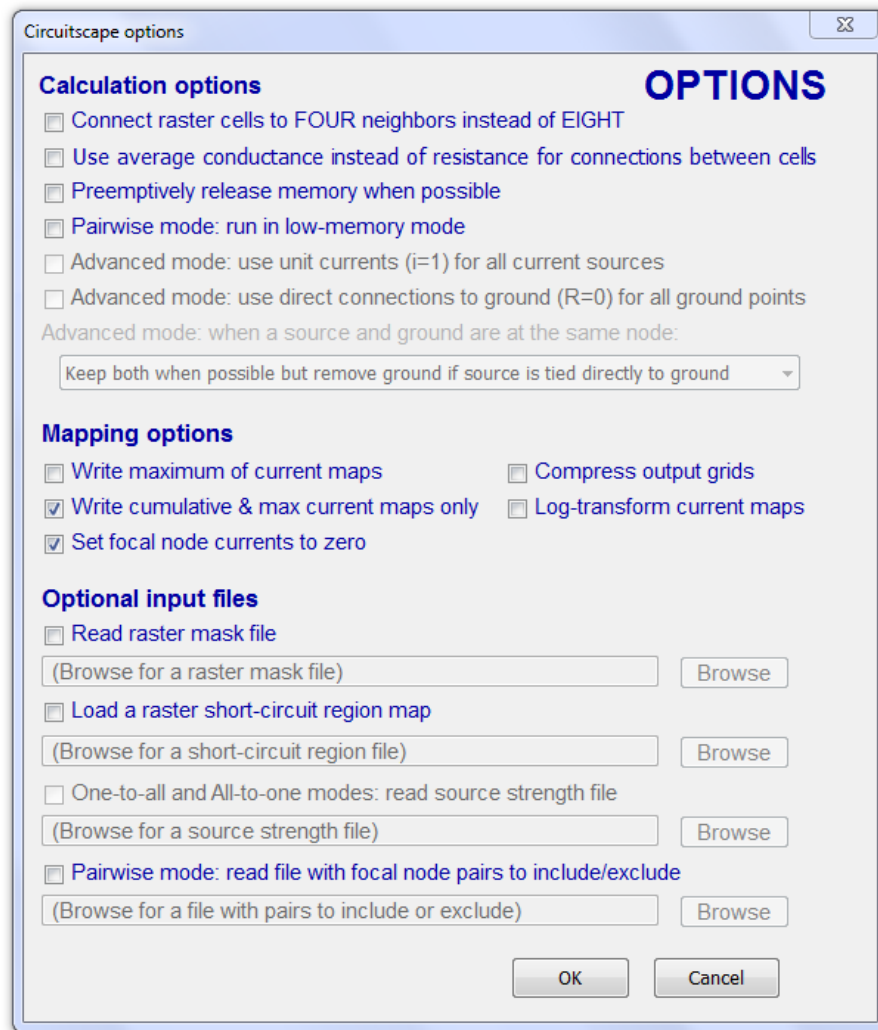 Circuitscape options
OPTIONS
Calculation options
Connect raster cells to FOUR neighbors instead of EIGHT
Use average conductance instead of resistance for connections between cells
Preemptively release memory when possible
Pairwise mode: run in low-memory mode
Advanced mode: use unit currents (i=1) for all current sources
Advanced mode: use direct connections to ground (R=0) for all ground points
Advanced mode: when a source and ground are at the same node:
Keep both when possible but remove ground if source is tied directly to ground
Mapping options
Write maximum of current maps
Compress output grids
Write cumulative & max current maps only
Log-transform current maps
Set focal node currents to zero
Optional input files
Read raster mask file
(Browse for a raster mask file)
Browse
Load a raster short-circuit region map
(Browse for a short-circuit region file)
Browse
One-to-all and All-to-one modes: read source strength file
(Browse for a source strength file)
Browse
Pairwise mode: read file with focal node pairs to include/exclude
(Browse for a file with pairs to include or exclude)
Browse
OK
Cancel